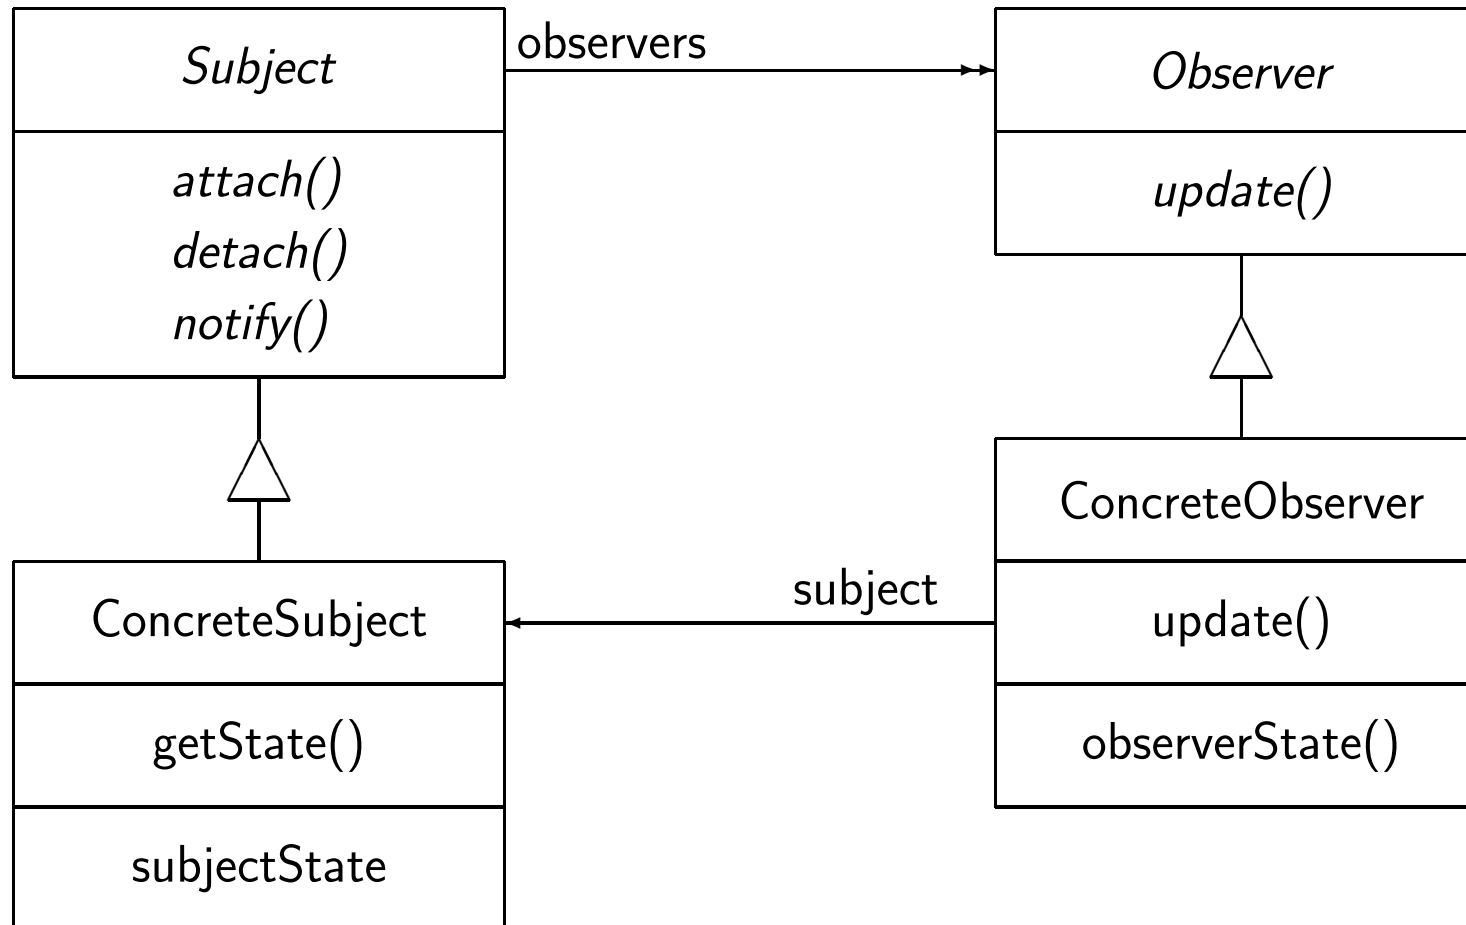 Subject
attach()
detach()
notify()
observers
Observer
update()
ConcreteSubject
getState()
subjectState
subject
ConcreteObserver
update()
observerState()